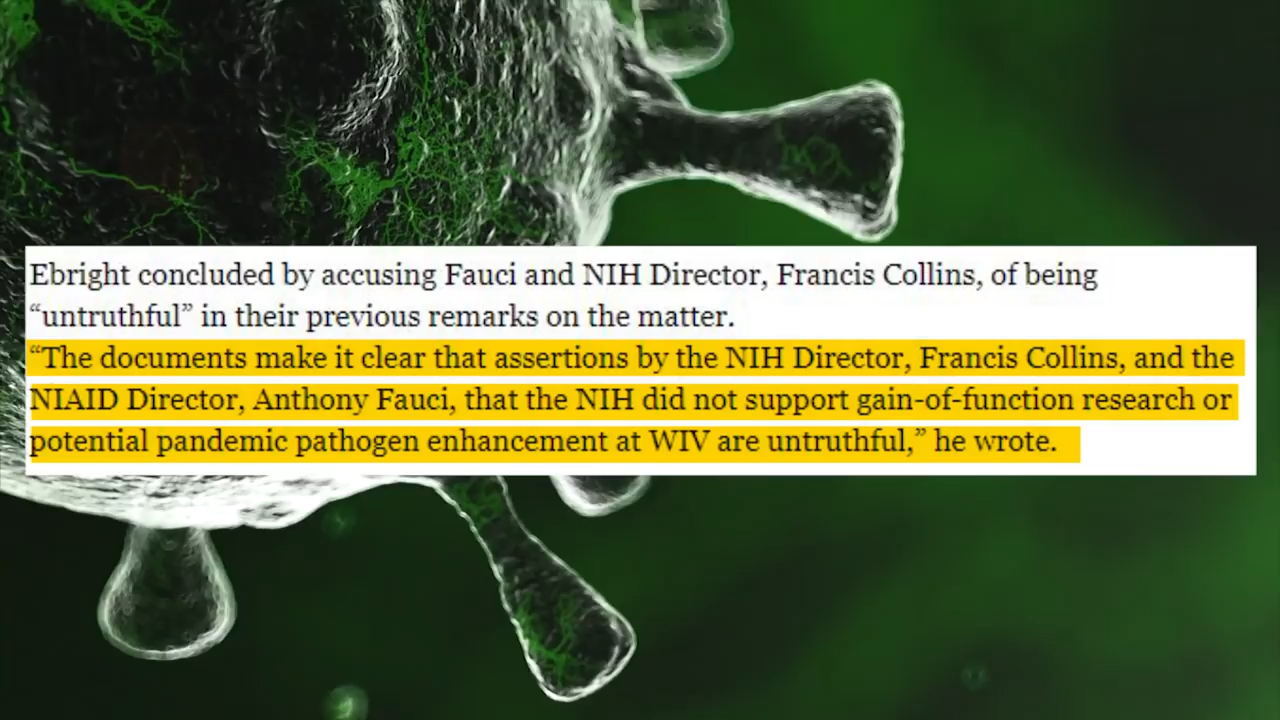 Ebright concluded by accusing Fauci and NIH Director, Francis Collins, of being
“untruthful” in their previous remarks on the matter.
“The documents make it clear that assertions by the NIH Director, Francis Collins, and the
NIAID Director, Anthony Fauci, that the NIH did not support gain-of-function research or
potential pandemic pathogen enhancement at WIV are untruthful,” he wrote.